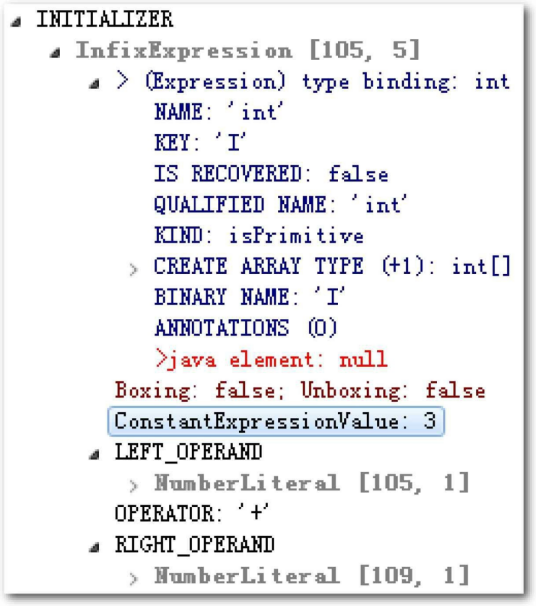 INITIALIZER
InfixExpression [105, 5]
> (Expression) type binding: int
NAME: 'int'
KEY: 'I'
IS RECOVERED: false
QUALIFIED NAME: 'int'
KIND: isPrimitive
CREATE ARRAY TYPE (+1): int[]
BINARY NAME: 'I'
ANNOTATIONS (0)
>java element: null
Boxing: false; Unboxing: false
ConstantExpressionValue: 3
LEFT_OPERAND
NumberLiteral [105, 1]
OPERATOR: '+'
RIGHT_OPERAND
NumberLiteral [109, 1]